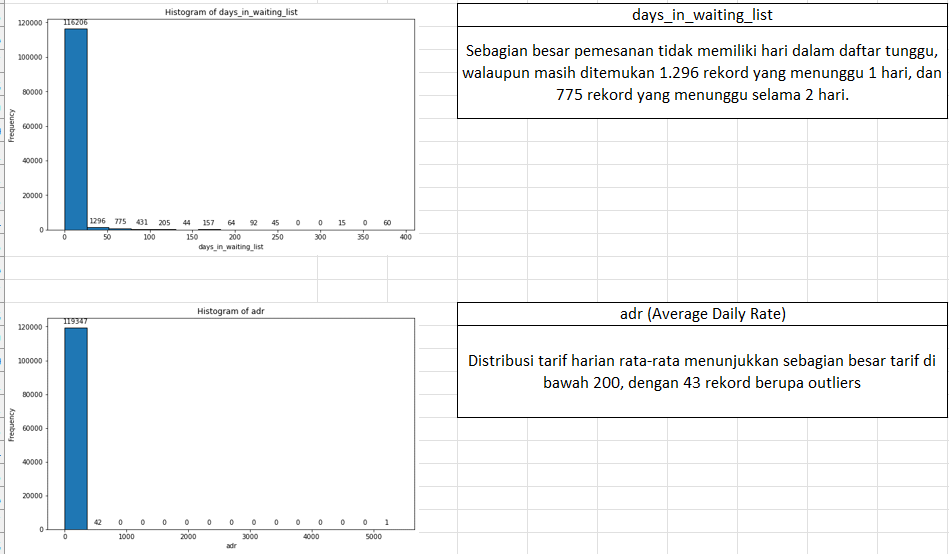 Histogram of days_in_waiting_list
116206
120000
100000
80000
60000
40000
20000
0
Frequency
1296 775 431 205 44 157 64 92 45 0 0 15 0 60
0 50 100 150 200 250 300 350 400
days_in_waiting_list
days_in_waiting_list
Sebagian besar pemesanan tidak memiliki hari dalam daftar tunggu,
walaupun masih ditemukan 1.296 rekord yang menunggu 1 hari, dan
775 rekord yang menunggu selama 2 hari.
Histogram of adr
119347
120000
100000
80000
60000
40000
20000
0
Frequency
42 0 0 0 0 0 0 0 0 0 0 0 0 1
0 1000 2000 3000 4000 5000
adr
adr (Average Daily Rate)
Distribusi tarif harian rata-rata menunjukkan sebagian besar tarif di
bawah 200, dengan 43 rekord berupa outliers